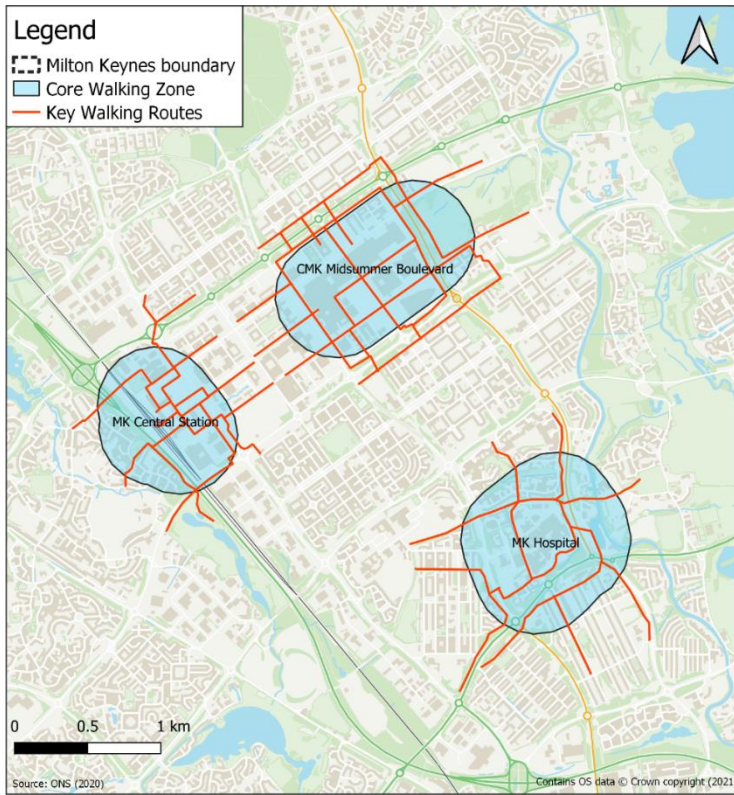 Legend
Milton Keynes boundary
Core Walking Zone
Key Walking Routes
CMK Midsummer Boulevard
MK Central Station
MK Hospital
0 0.5 1 km
Source: ONS (2020)
Contains OS data © Crown copyright (2021